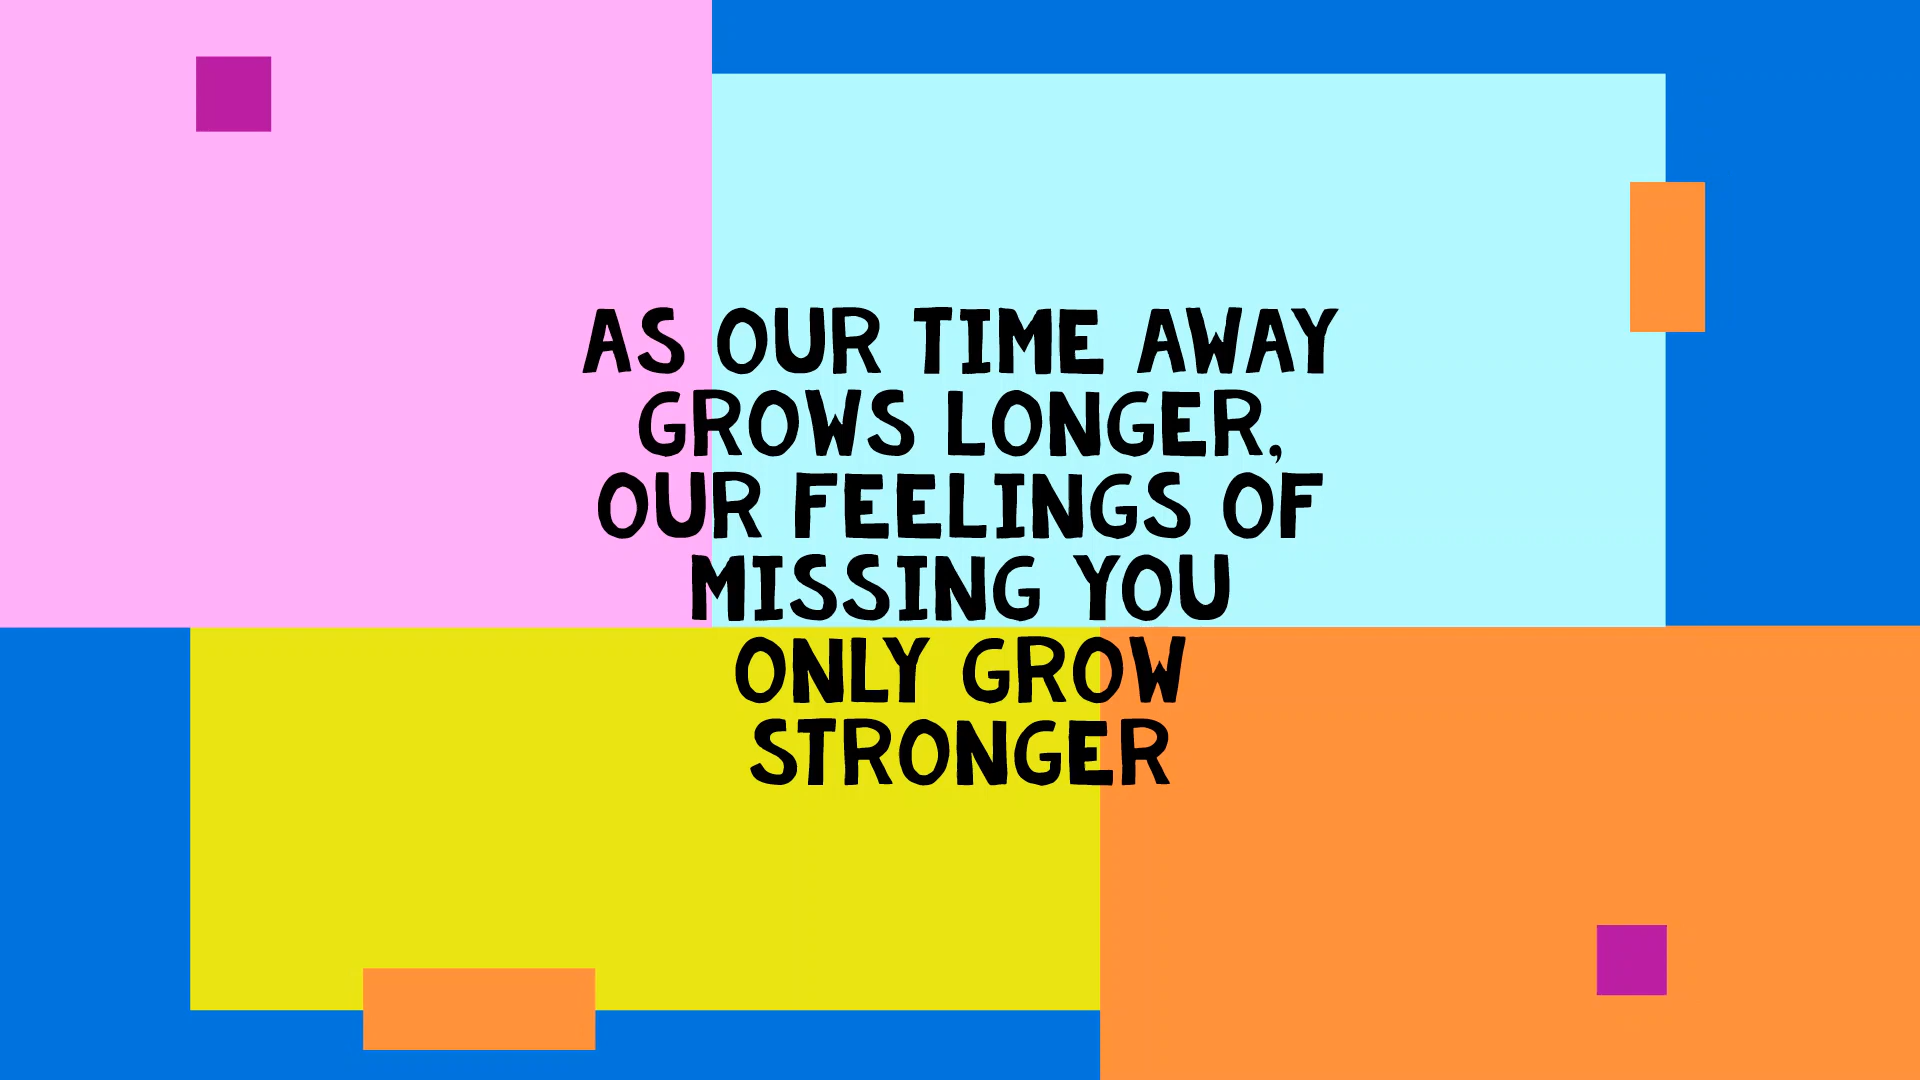 AS OUR TIME AWAY
GROWS LONGER,
OUR FEELINGS OF
MISSING YOU
ONLY GROW
STRONGER